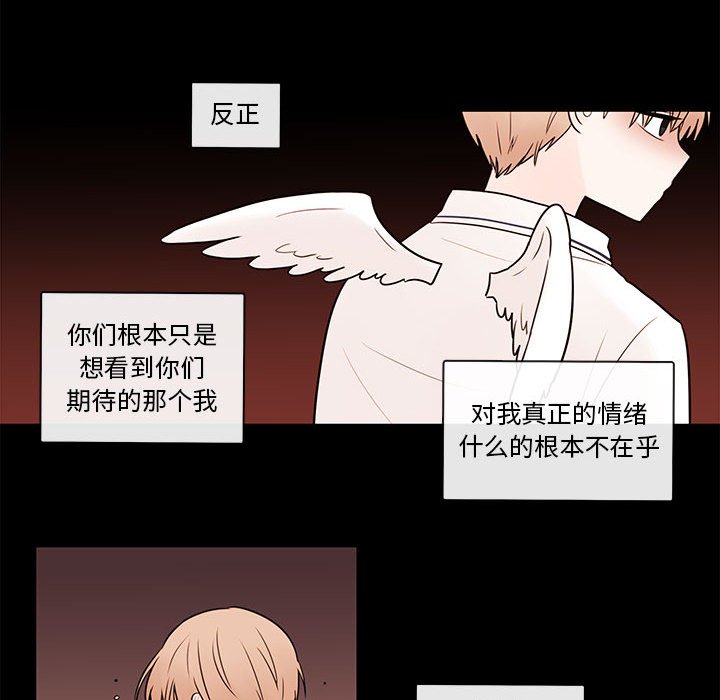 反正
你们根本只是
想看到你们
期待的那个我
对我真正的情绪
什么的根本不在乎